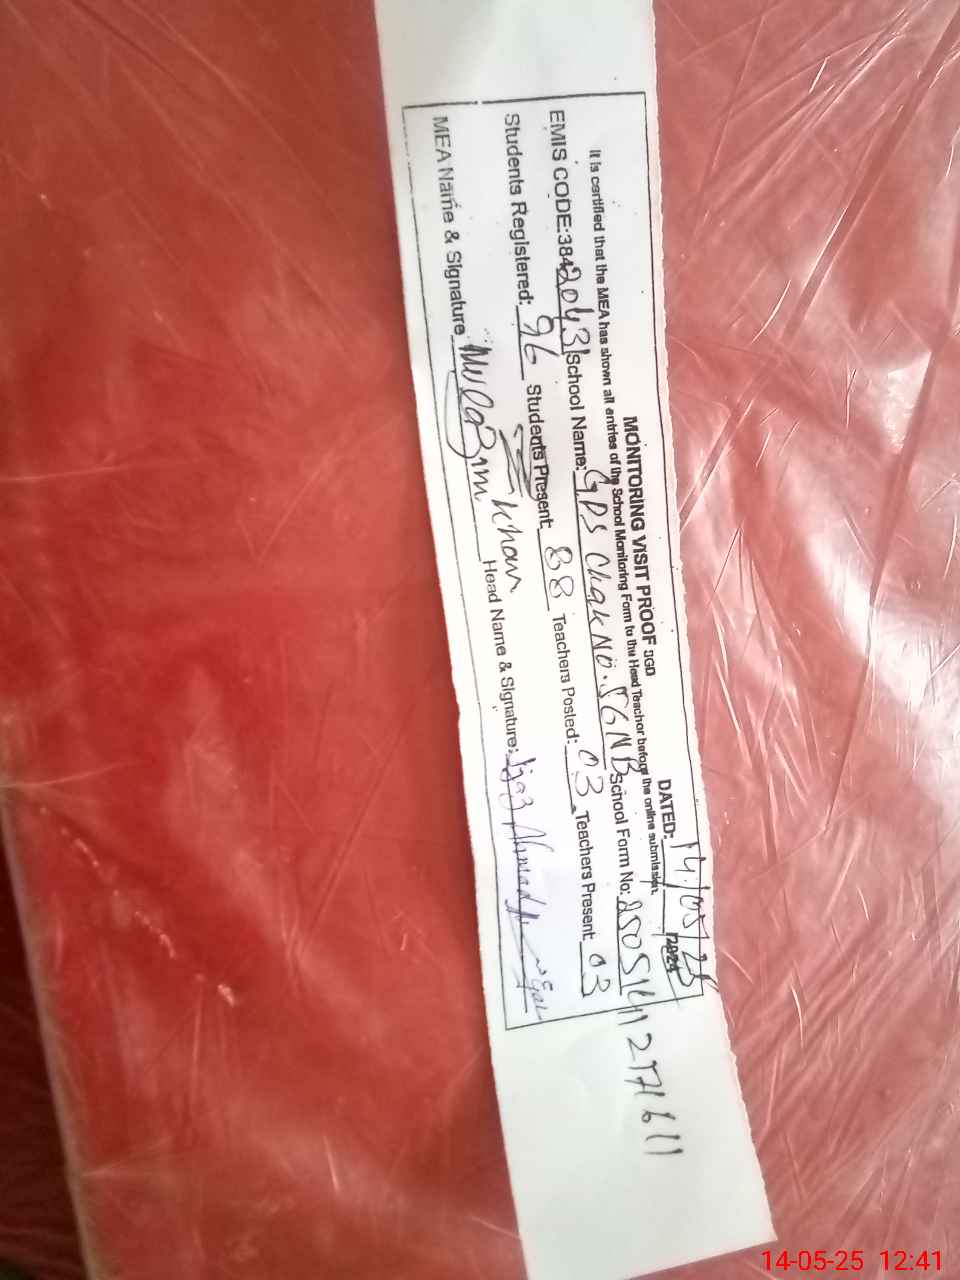 MONITORING VISIT PROOF SGD DATED: 14/05/25
It is certified that the MEA has shown all entries of the School Monitoring Form to the Head Teacher before the online submission.
EMIS CODE:38420431 School Name: GPS Chak No. 56 NB School Form No:
Students Registered: 96 Students Present: 88 Teachers Posted: 03 Teachers Present: 03
MEA Name & Signature Khan Head Name & Signature: Ijaz Ahmad
14-05-25 12:41